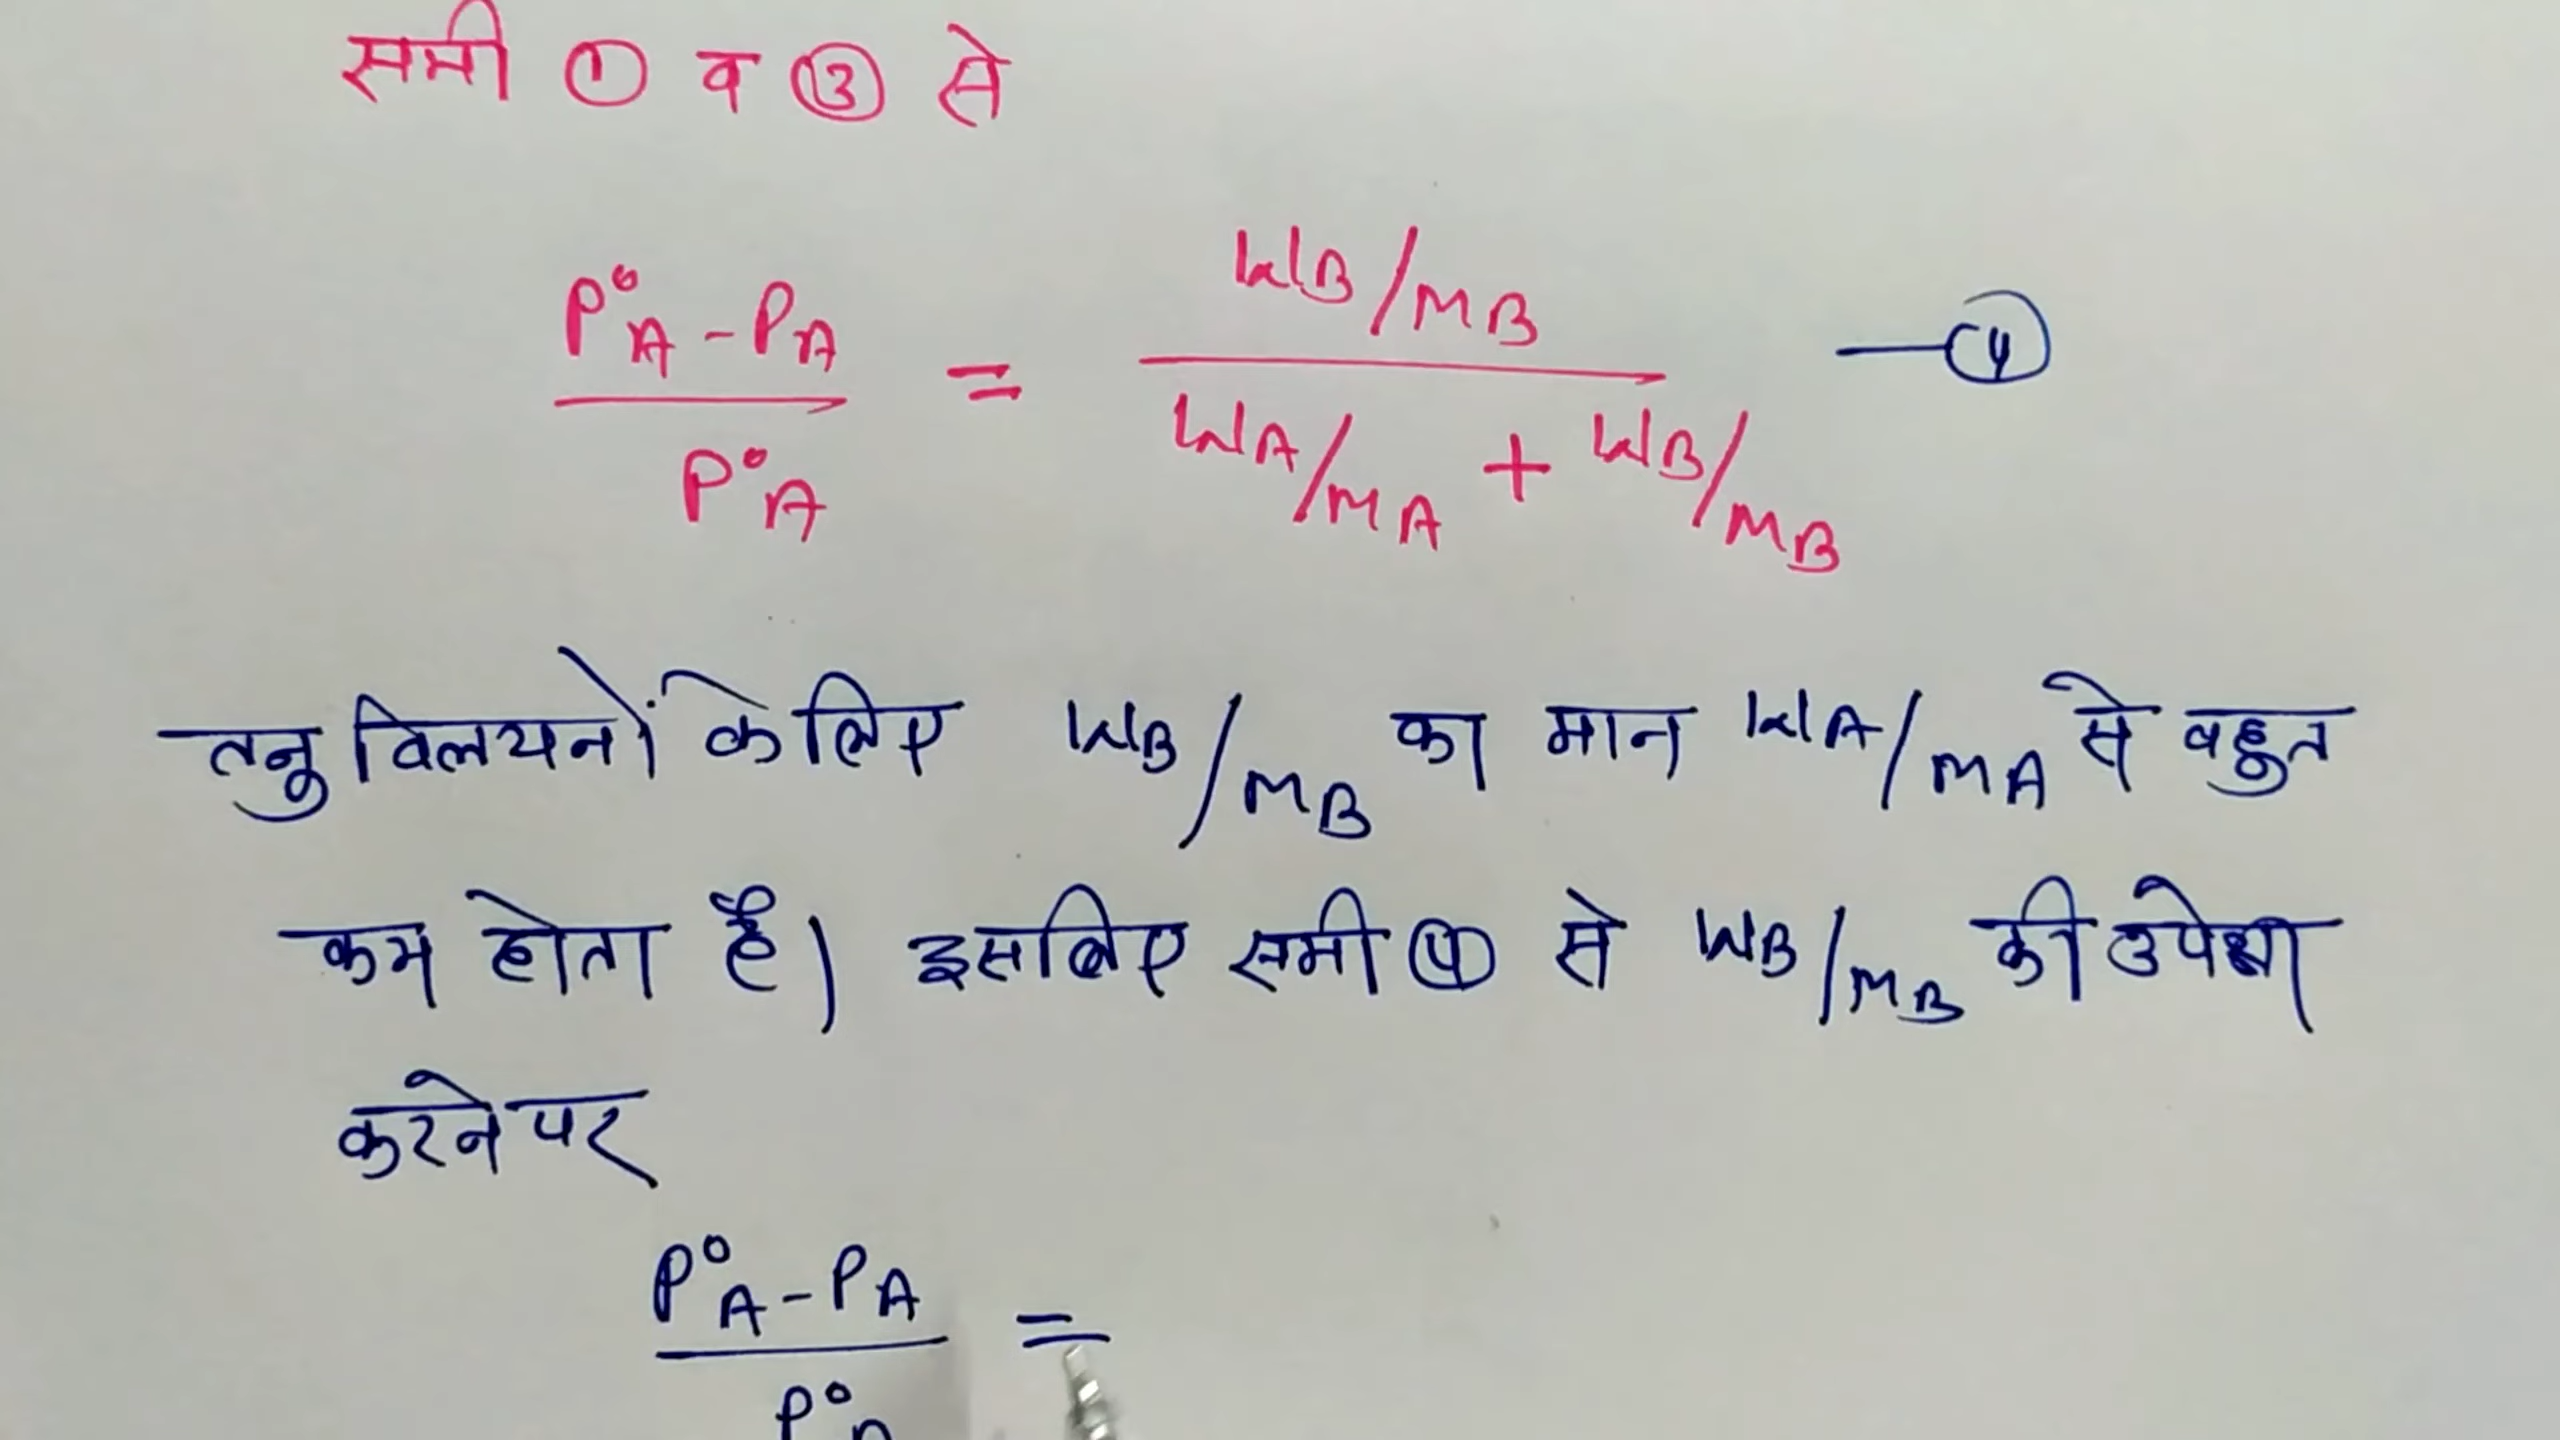 समी ① व ③ से
P°A - PA / P°A = WB/MB / WA/MA + WB/MB —④
तनु विलयनों के लिए WB/MB का मान WA/MA से बहुत
कम होता है। इसलिए समी ④ से WB/MB की उपेक्षा
करने पर
P°A - PA / P°A =